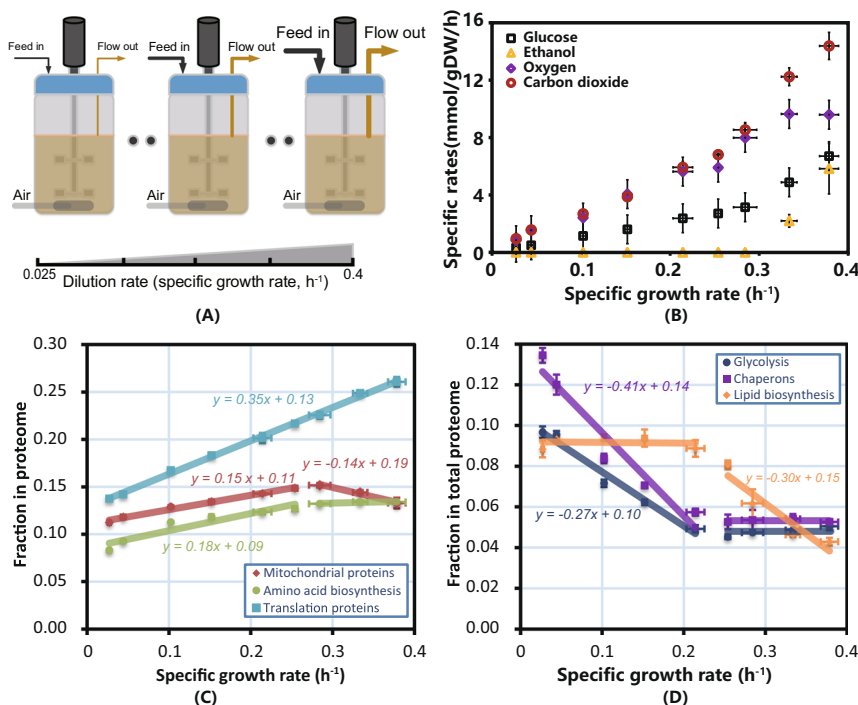 (A)
Feed in
Flow out
Feed in
Flow out
Feed in
Flow out
Air
Air
Air
0.025
0.4
Dilution rate (specific growth rate, h-1)
(B)
Specific rates(mmol/gDW/h)
16
12
8
4
0
Glucose
Ethanol
Oxygen
Carbon dioxide
0
0.1
0.2
0.3
0.4
Specific growth rate (h-1)
Fraction in proteome
0.30
0.25
0.20
0.15
0.10
0.05
0.00
y = 0.35x + 0.13
y = 0.15 x + 0.11
y = -0.14x + 0.19
y = 0.18x + 0.09
Mitochondrial proteins
Amino acid biosynthesis
Translation proteins
0
0.1
0.2
0.3
0.4
Specific growth rate (h-1)
(C)
Fraction in total proteome
0.14
0.12
0.10
0.08
0.06
0.04
0.02
0.00
Glycolysis
Chaperons
Lipid biosynthesis
y = -0.41x + 0.14
y = -0.30x + 0.15
y = -0.27x + 0.10
0
0.1
0.2
0.3
0.4
Specific growth rate (h-1)
(D)